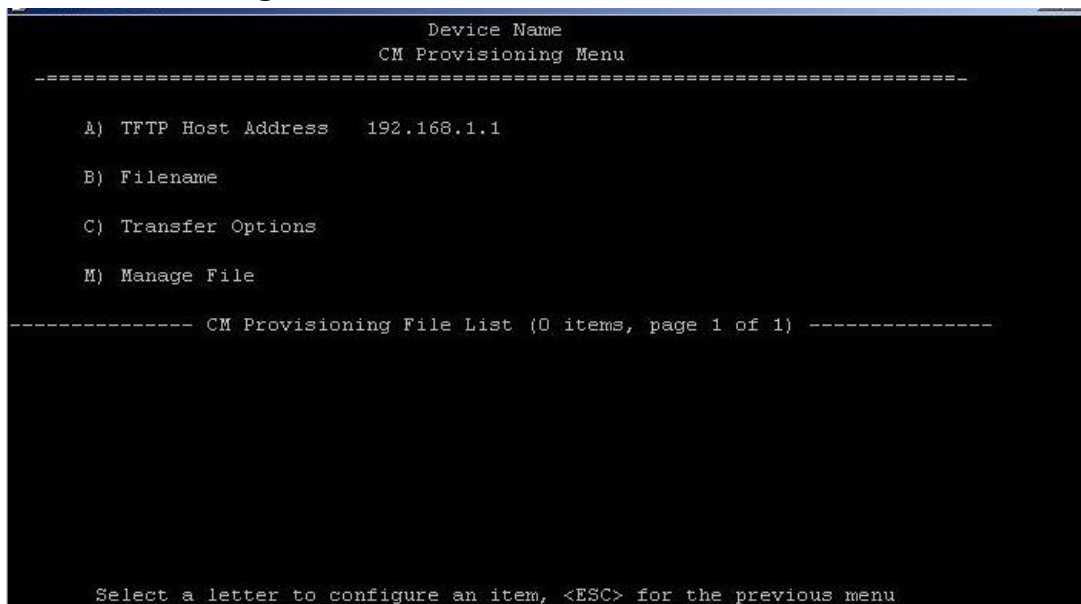 Device Name
CM Provisioning Menu
-==========================================================================-
A) TFTP Host Address 192.168.1.1
B) Filename
C) Transfer Options
M) Manage File
--------------- CM Provisioning File List (0 items, page 1 of 1) ---------------
Select a letter to configure an item, <ESC> for the previous menu